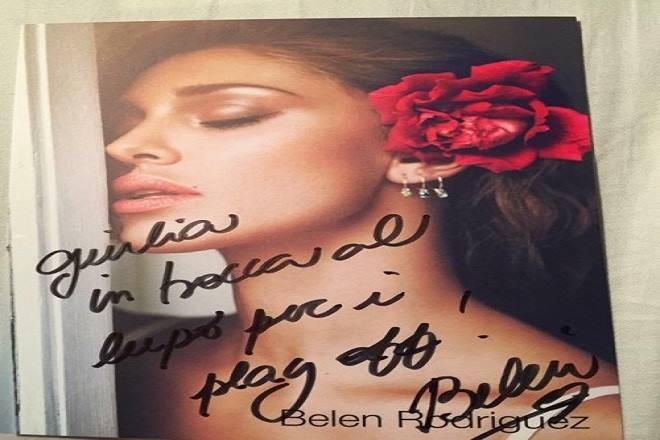 giulia
in bocca al
lupo per i
play off!
Belen
Belen Rodriguez